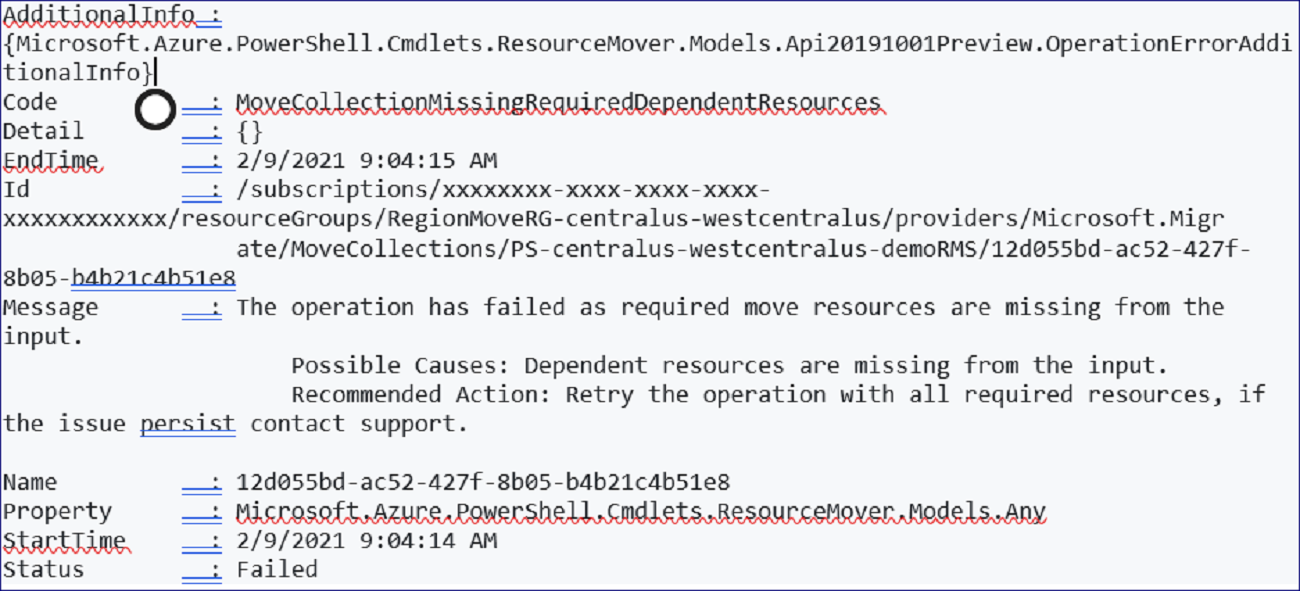 AdditionalInfo :
{Microsoft.Azure.PowerShell.Cmdlets.ResourceMover.Models.Api20191001Preview.OperationErrorAddi
tionalInfo}
Code : MoveCollectionMissingRequiredDependentResources
Detail : {}
EndTime : 2/9/2021 9:04:15 AM
Id : /subscriptions/xxxxxxxx-xxxx-xxxx-xxxx-
xxxxxxxxxxxx/resourceGroups/RegionMoveRG-centralus-westcentralus/providers/Microsoft.Migr
ate/MoveCollections/PS-centralus-westcentralus-demoRMS/12d055bd-ac52-427f-
8b05-b4b21c4b51e8
Message : The operation has failed as required move resources are missing from the
input.
Possible Causes: Dependent resources are missing from the input.
Recommended Action: Retry the operation with all required resources, if
the issue persist contact support.
Name : 12d055bd-ac52-427f-8b05-b4b21c4b51e8
Property : Microsoft.Azure.PowerShell.Cmdlets.ResourceMover.Models.Any
StartTime : 2/9/2021 9:04:14 AM
Status : Failed